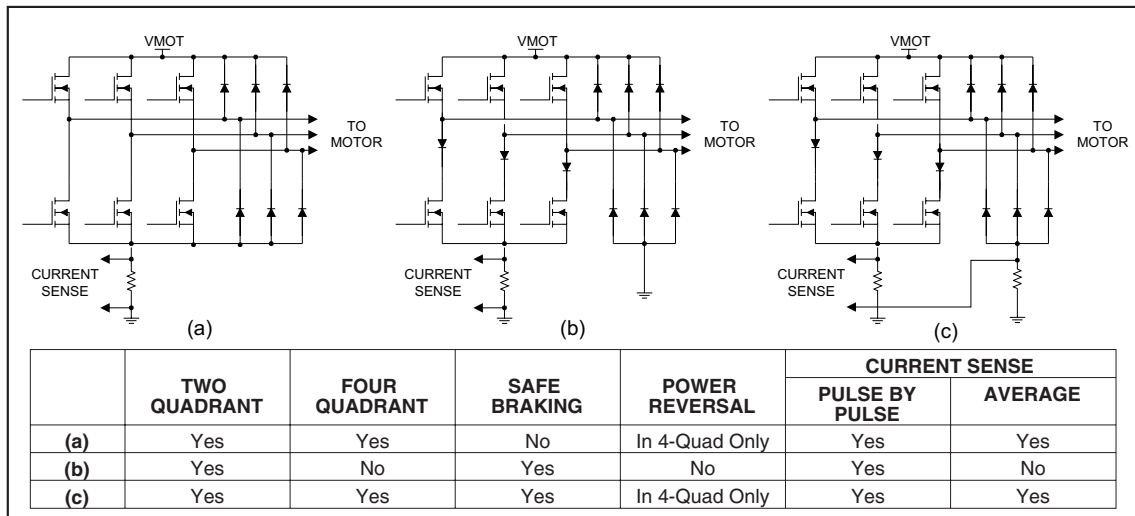 VMOT
VMOT
VMOT
TO
MOTOR
TO
MOTOR
TO
MOTOR
CURRENT
SENSE
CURRENT
SENSE
CURRENT
SENSE
(a)
(b)
(c)
CURRENT SENSE
TWO
QUADRANT
FOUR
QUADRANT
SAFE
BRAKING
POWER
REVERSAL
PULSE BY
PULSE
AVERAGE
(a) Yes Yes No In 4-Quad Only Yes Yes
(b) Yes No Yes No Yes No
(c) Yes Yes Yes In 4-Quad Only Yes Yes